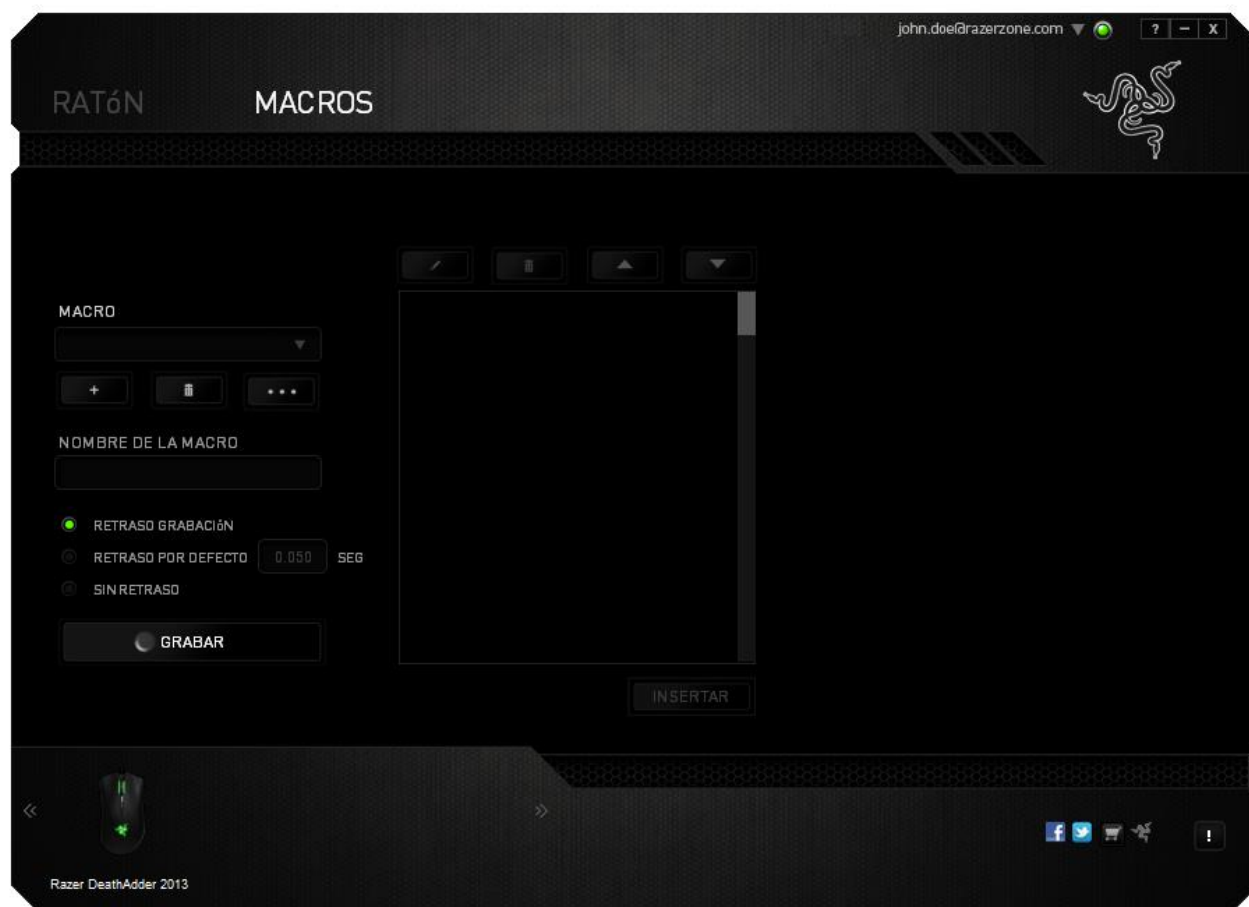 john.doe@razerzone.com
? − X
RATóN MACROS
MACRO
+
NOMBRE DE LA MACRO
RETRASO GRABACIóN
RETRASO POR DEFECTO 0.050 SEG
SIN RETRASO
GRABAR
INSERTAR
!
Razer DeathAdder 2013